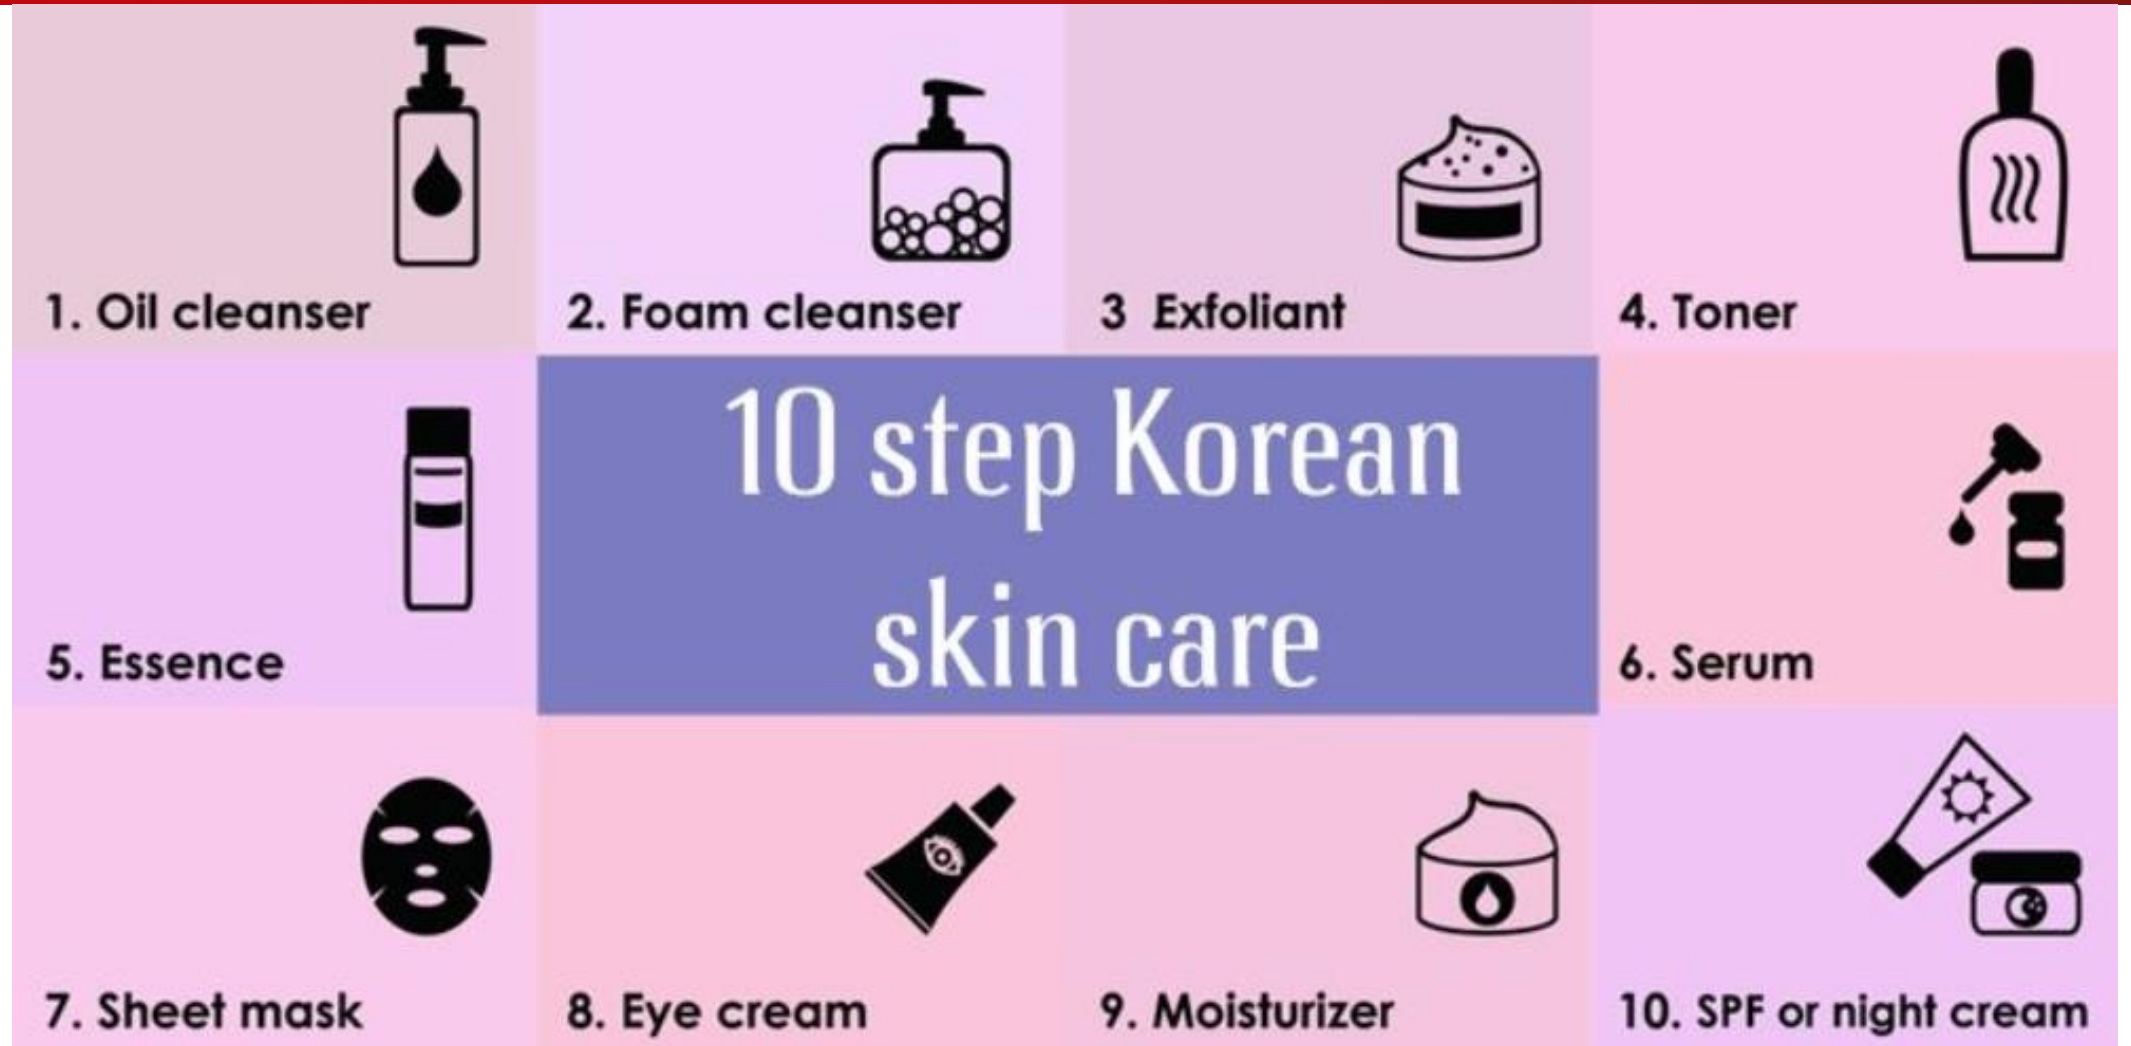 1. Oil cleanser
2. Foam cleanser
3 Exfoliant
4. Toner
10 step Korean
skin care
5. Essence
6. Serum
7. Sheet mask
8. Eye cream
9. Moisturizer
10. SPF or night cream